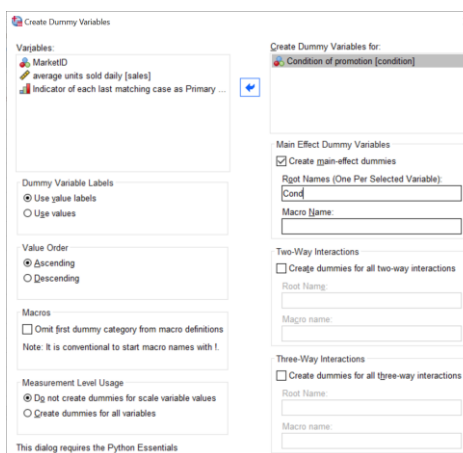 Create Dummy Variables
Variables:
MarketID
average units sold daily [sales]
Indicator of each last matching case as Primary ...
Dummy Variable Labels
Use value labels
Use values
Value Order
Ascending
Descending
Macros
Omit first dummy category from macro definitions
Note: It is conventional to start macro names with !.
Measurement Level Usage
Do not create dummies for scale variable values
Create dummies for all variables
This dialog requires the Python Essentials
Create Dummy Variables for:
Condition of promotion [condition]
Main Effect Dummy Variables
Create main-effect dummies
Root Names (One Per Selected Variable):
Cond
Macro Name:
Two-Way Interactions
Create dummies for all two-way interactions
Root Name:
Macro name:
Three-Way Interactions
Create dummies for all three-way interactions
Root Name:
Macro name: